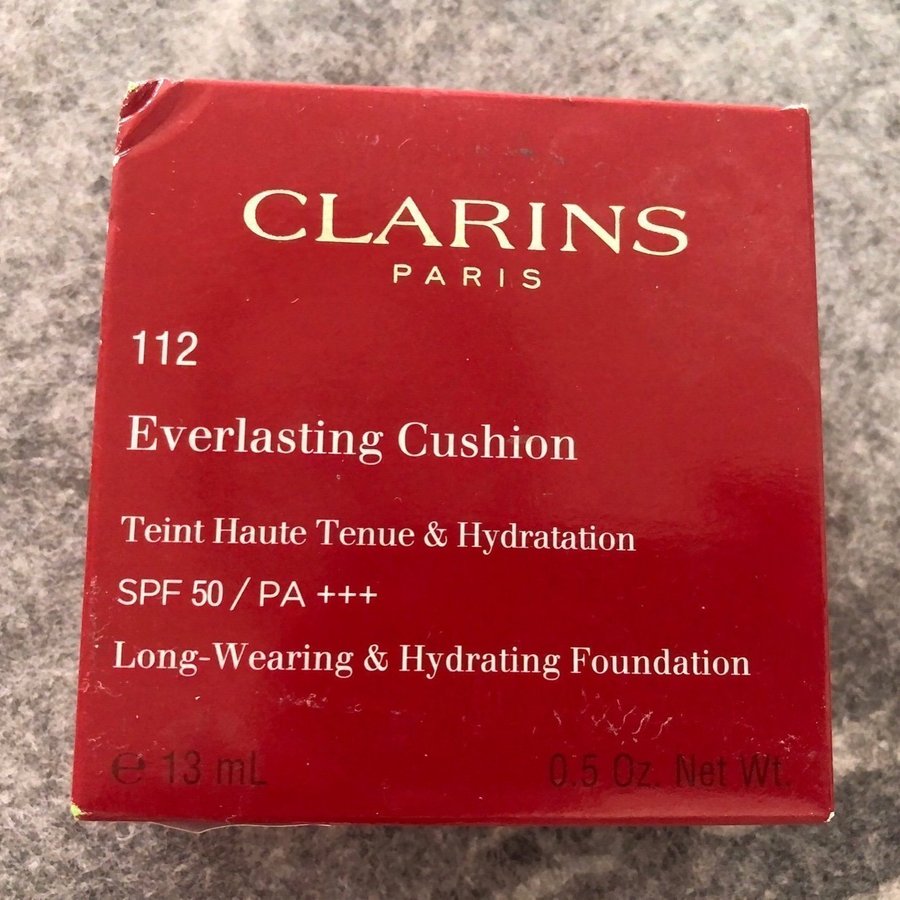 CLARINS
PARIS
112
Everlasting Cushion
Teint Haute Tenue & Hydratation
SPF 50 / PA +++
Long-Wearing & Hydrating Foundation
℮ 13 mL 0.5 Oz. Net Wt.